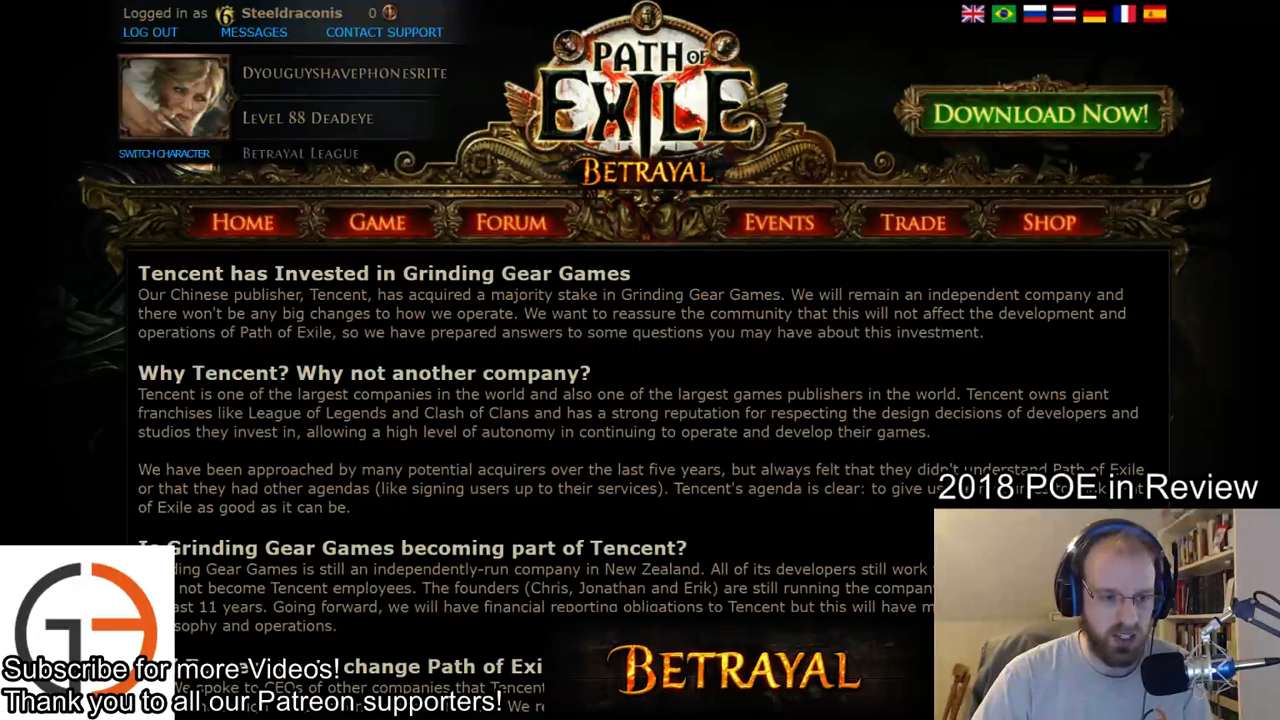 Logged in as Steeldraconis 0
LOG OUT MESSAGES CONTACT SUPPORT
DYOUGUYSHAVEPHONESRITE
LEVEL 88 DEADEYE
SWITCH CHARACTER
BETRAYAL LEAGUE
PATH OF
EXILE
BETRAYAL
DOWNLOAD NOW!
HOME GAME FORUM EVENTS TRADE SHOP
Tencent has Invested in Grinding Gear Games
Our Chinese publisher, Tencent, has acquired a majority stake in Grinding Gear Games. We will remain an independent company and
there won't be any big changes to how we operate. We want to reassure the community that this will not affect the development and
operations of Path of Exile, so we have prepared answers to some questions you may have about this investment.
Why Tencent? Why not another company?
Tencent is one of the largest companies in the world and also one of the largest games publishers in the world. Tencent owns giant
franchises like League of Legends and Clash of Clans and has a strong reputation for respecting the design decisions of developers and
studios they invest in, allowing a high level of autonomy in continuing to operate and develop their games.
We have been approached by many potential acquirers over the last five years, but always felt that they didn't understand Path of Exile
or that they had other agendas (like signing users up to their services). Tencent's agenda is clear: to give us
of Exile as good as it can be.
2018 POE in Review
Is Grinding Gear Games becoming part of Tencent?
Gear Games is still an independently-run company in New Zealand. All of its developers still work
not become Tencent employees. The founders (Chris, Jonathan and Erik) are still running the company
last 11 years. Going forward, we will have financial reporting obligations to Tencent but this will have
and operations.
change Path of Exi
We spoke to CEOs of other companies that Tencent
We re
BETRAYAL
G3
Subscribe for more Videos!
Thank you to all our Patreon supporters!